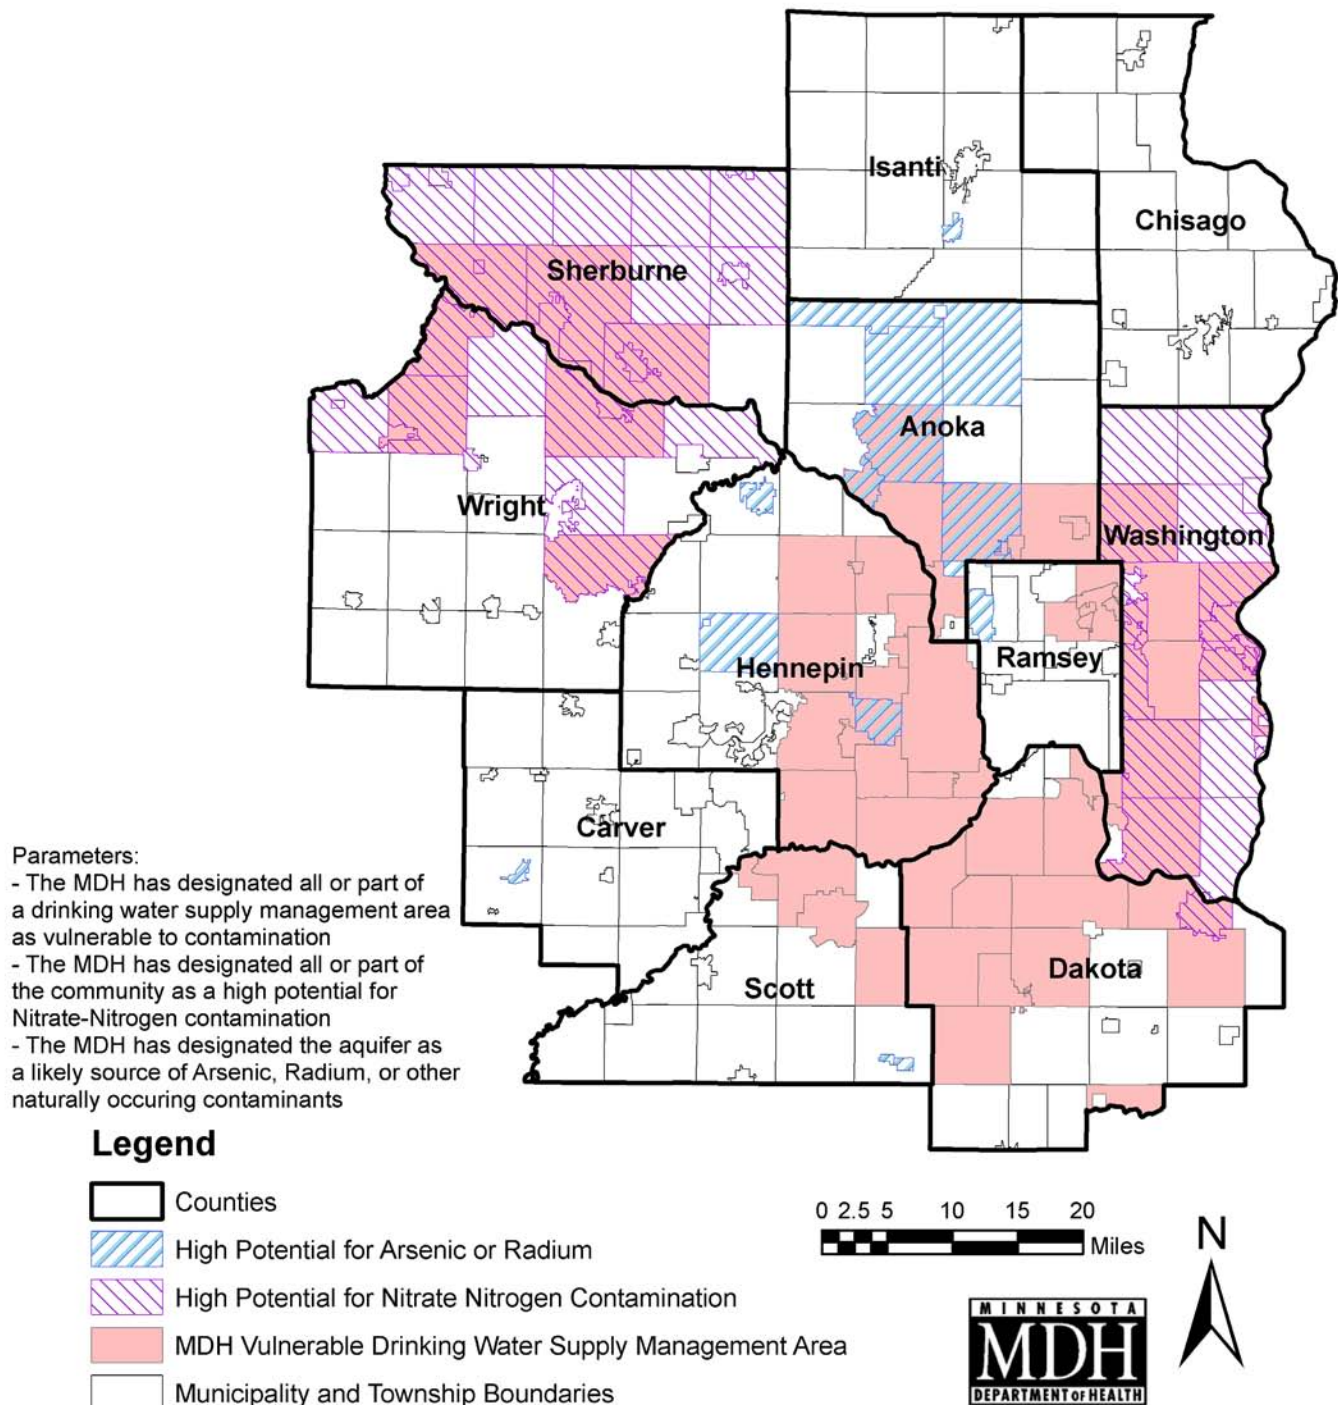 Isanti
Chisago
Sherburne
Anoka
Wright
Washington
Hennepin
Ramsey
Carver
Scott
Dakota
Parameters:
- The MDH has designated all or part of
a drinking water supply management area
as vulnerable to contamination
- The MDH has designated all or part of
the community as a high potential for
Nitrate-Nitrogen contamination
- The MDH has designated the aquifer as
a likely source of Arsenic, Radium, or other
naturally occuring contaminants
Legend
Counties
High Potential for Arsenic or Radium
High Potential for Nitrate Nitrogen Contamination
MDH Vulnerable Drinking Water Supply Management Area
Municipality and Township Boundaries
0 2.5 5 10 15 20
Miles
N
MINNESOTA
MDH
DEPARTMENT OF HEALTH